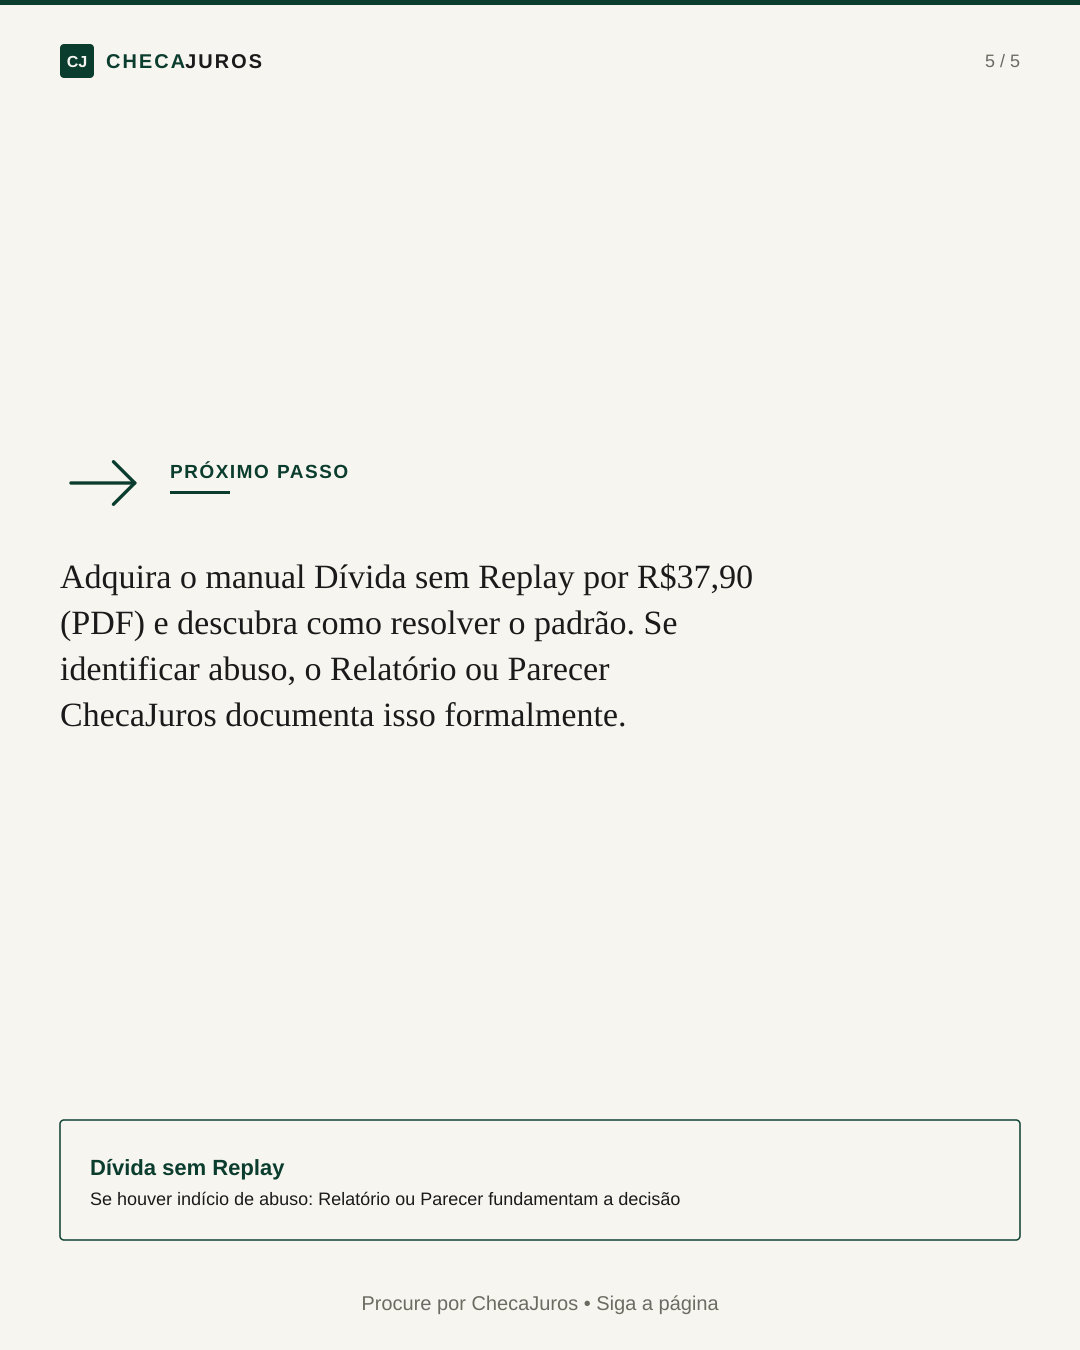 CJ CHECAJUROS
5 / 5
PRÓXIMO PASSO
Adquira o manual Dívida sem Replay por R$37,90
(PDF) e descubra como resolver o padrão. Se
identificar abuso, o Relatório ou Parecer
ChecaJuros documenta isso formalmente.
Dívida sem Replay
Se houver indício de abuso: Relatório ou Parecer fundamentam a decisão
Procure por ChecaJuros • Siga a página